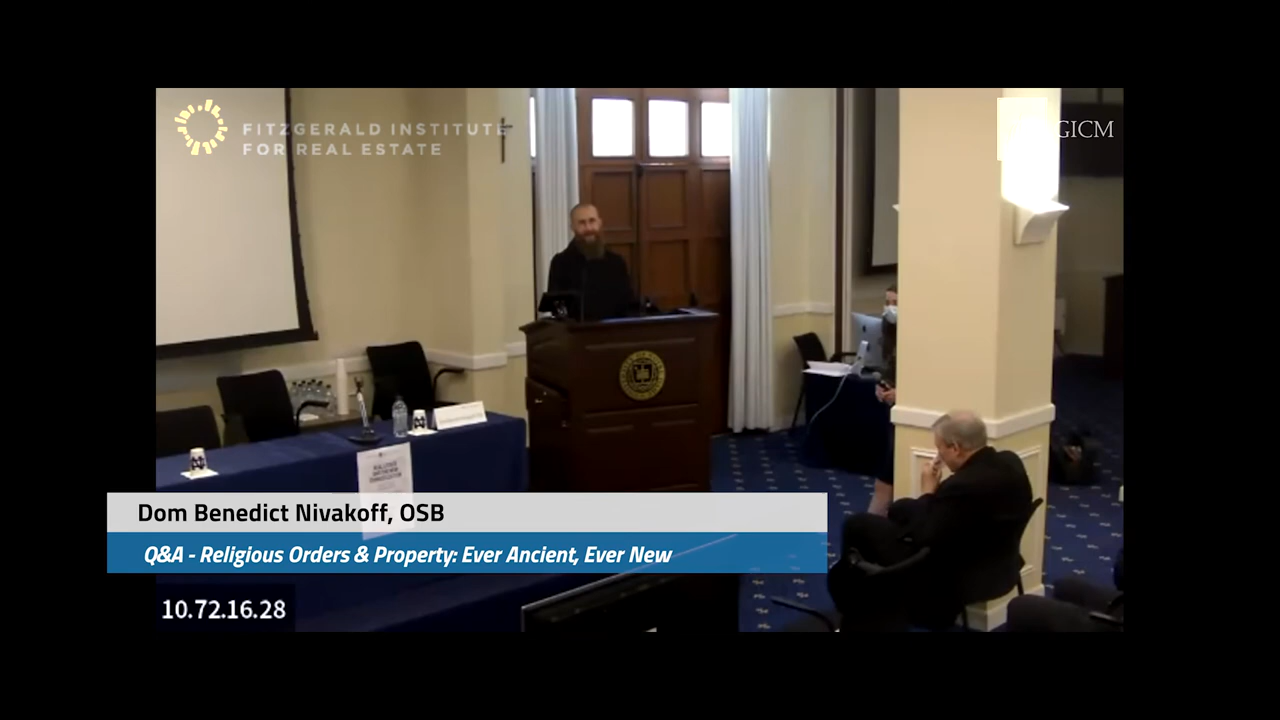 FITZGERALD INSTITUTE
FOR REAL ESTATE
GICM
Dom Benedict Nivakoff, OSB
Q&A - Religious Orders & Property: Ever Ancient, Ever New
10.72.16.28